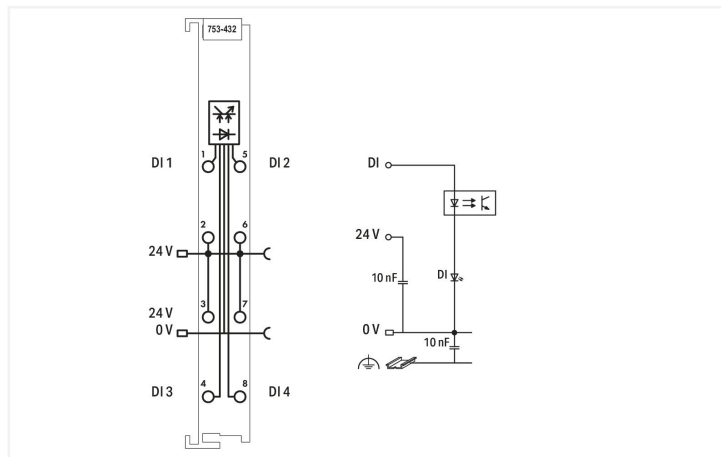 753-432
1 5
DI 1 DI 2
2 6
24 V
3 7
24 V
0 V
4 8
DI 3 DI 4
DI
24 V
10 nF DI
0 V
10 nF